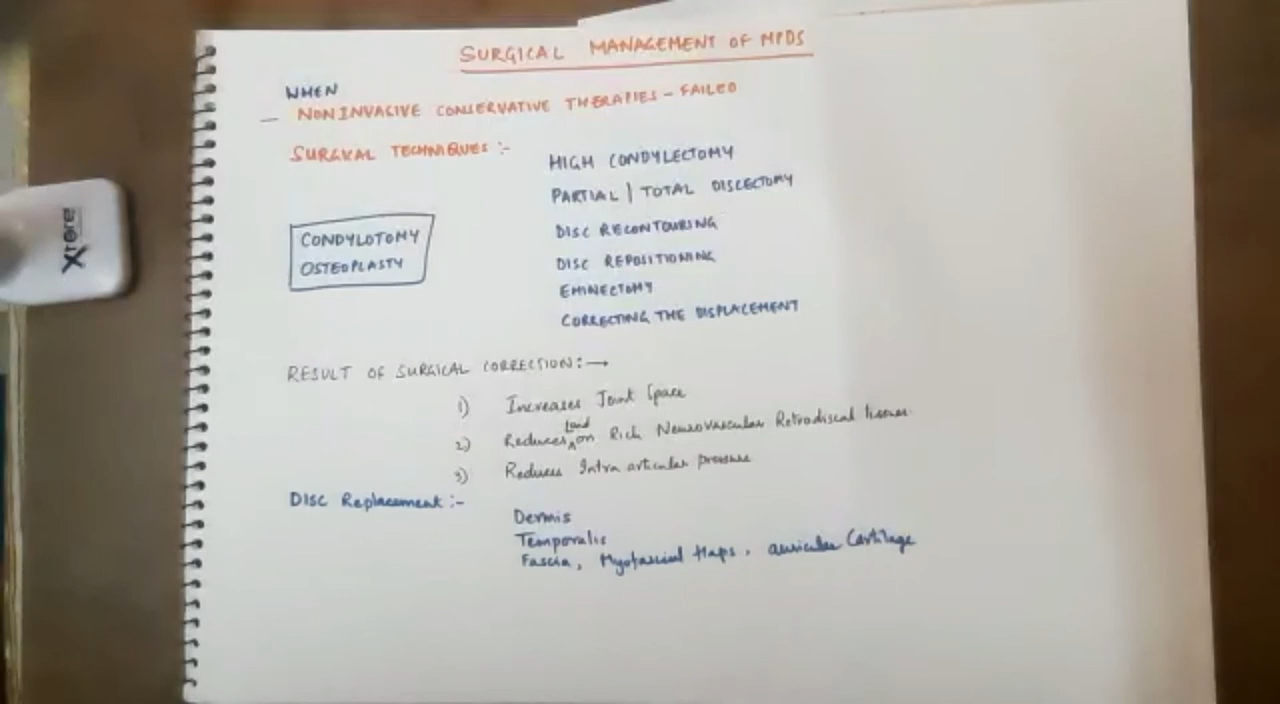 SURGICAL MANAGEMENT OF MPDS
WHEN
- NONINVASIVE CONSERVATIVE THERAPIES - FAILED
SURGICAL TECHNIQUES :-
HIGH CONDYLECTOMY
PARTIAL | TOTAL DISCECTOMY
CONDYLOTOMY
OSTEOPLASTY
DISC RECONTOURING
DISC REPOSITIONING
EMINECTOMY
CORRECTING THE DISPLACEMENT
RESULT OF SURGICAL CORRECTION: →
1) Increases Joint Space
2) Reduces load on Rich Neurovascular Retrodiscal tissues
3) Reduces Intra articular pressure
DISC Replacement :-
Dermis
Temporalis
Fascia, Myofascial flaps, auricular Cartilage
Xtore